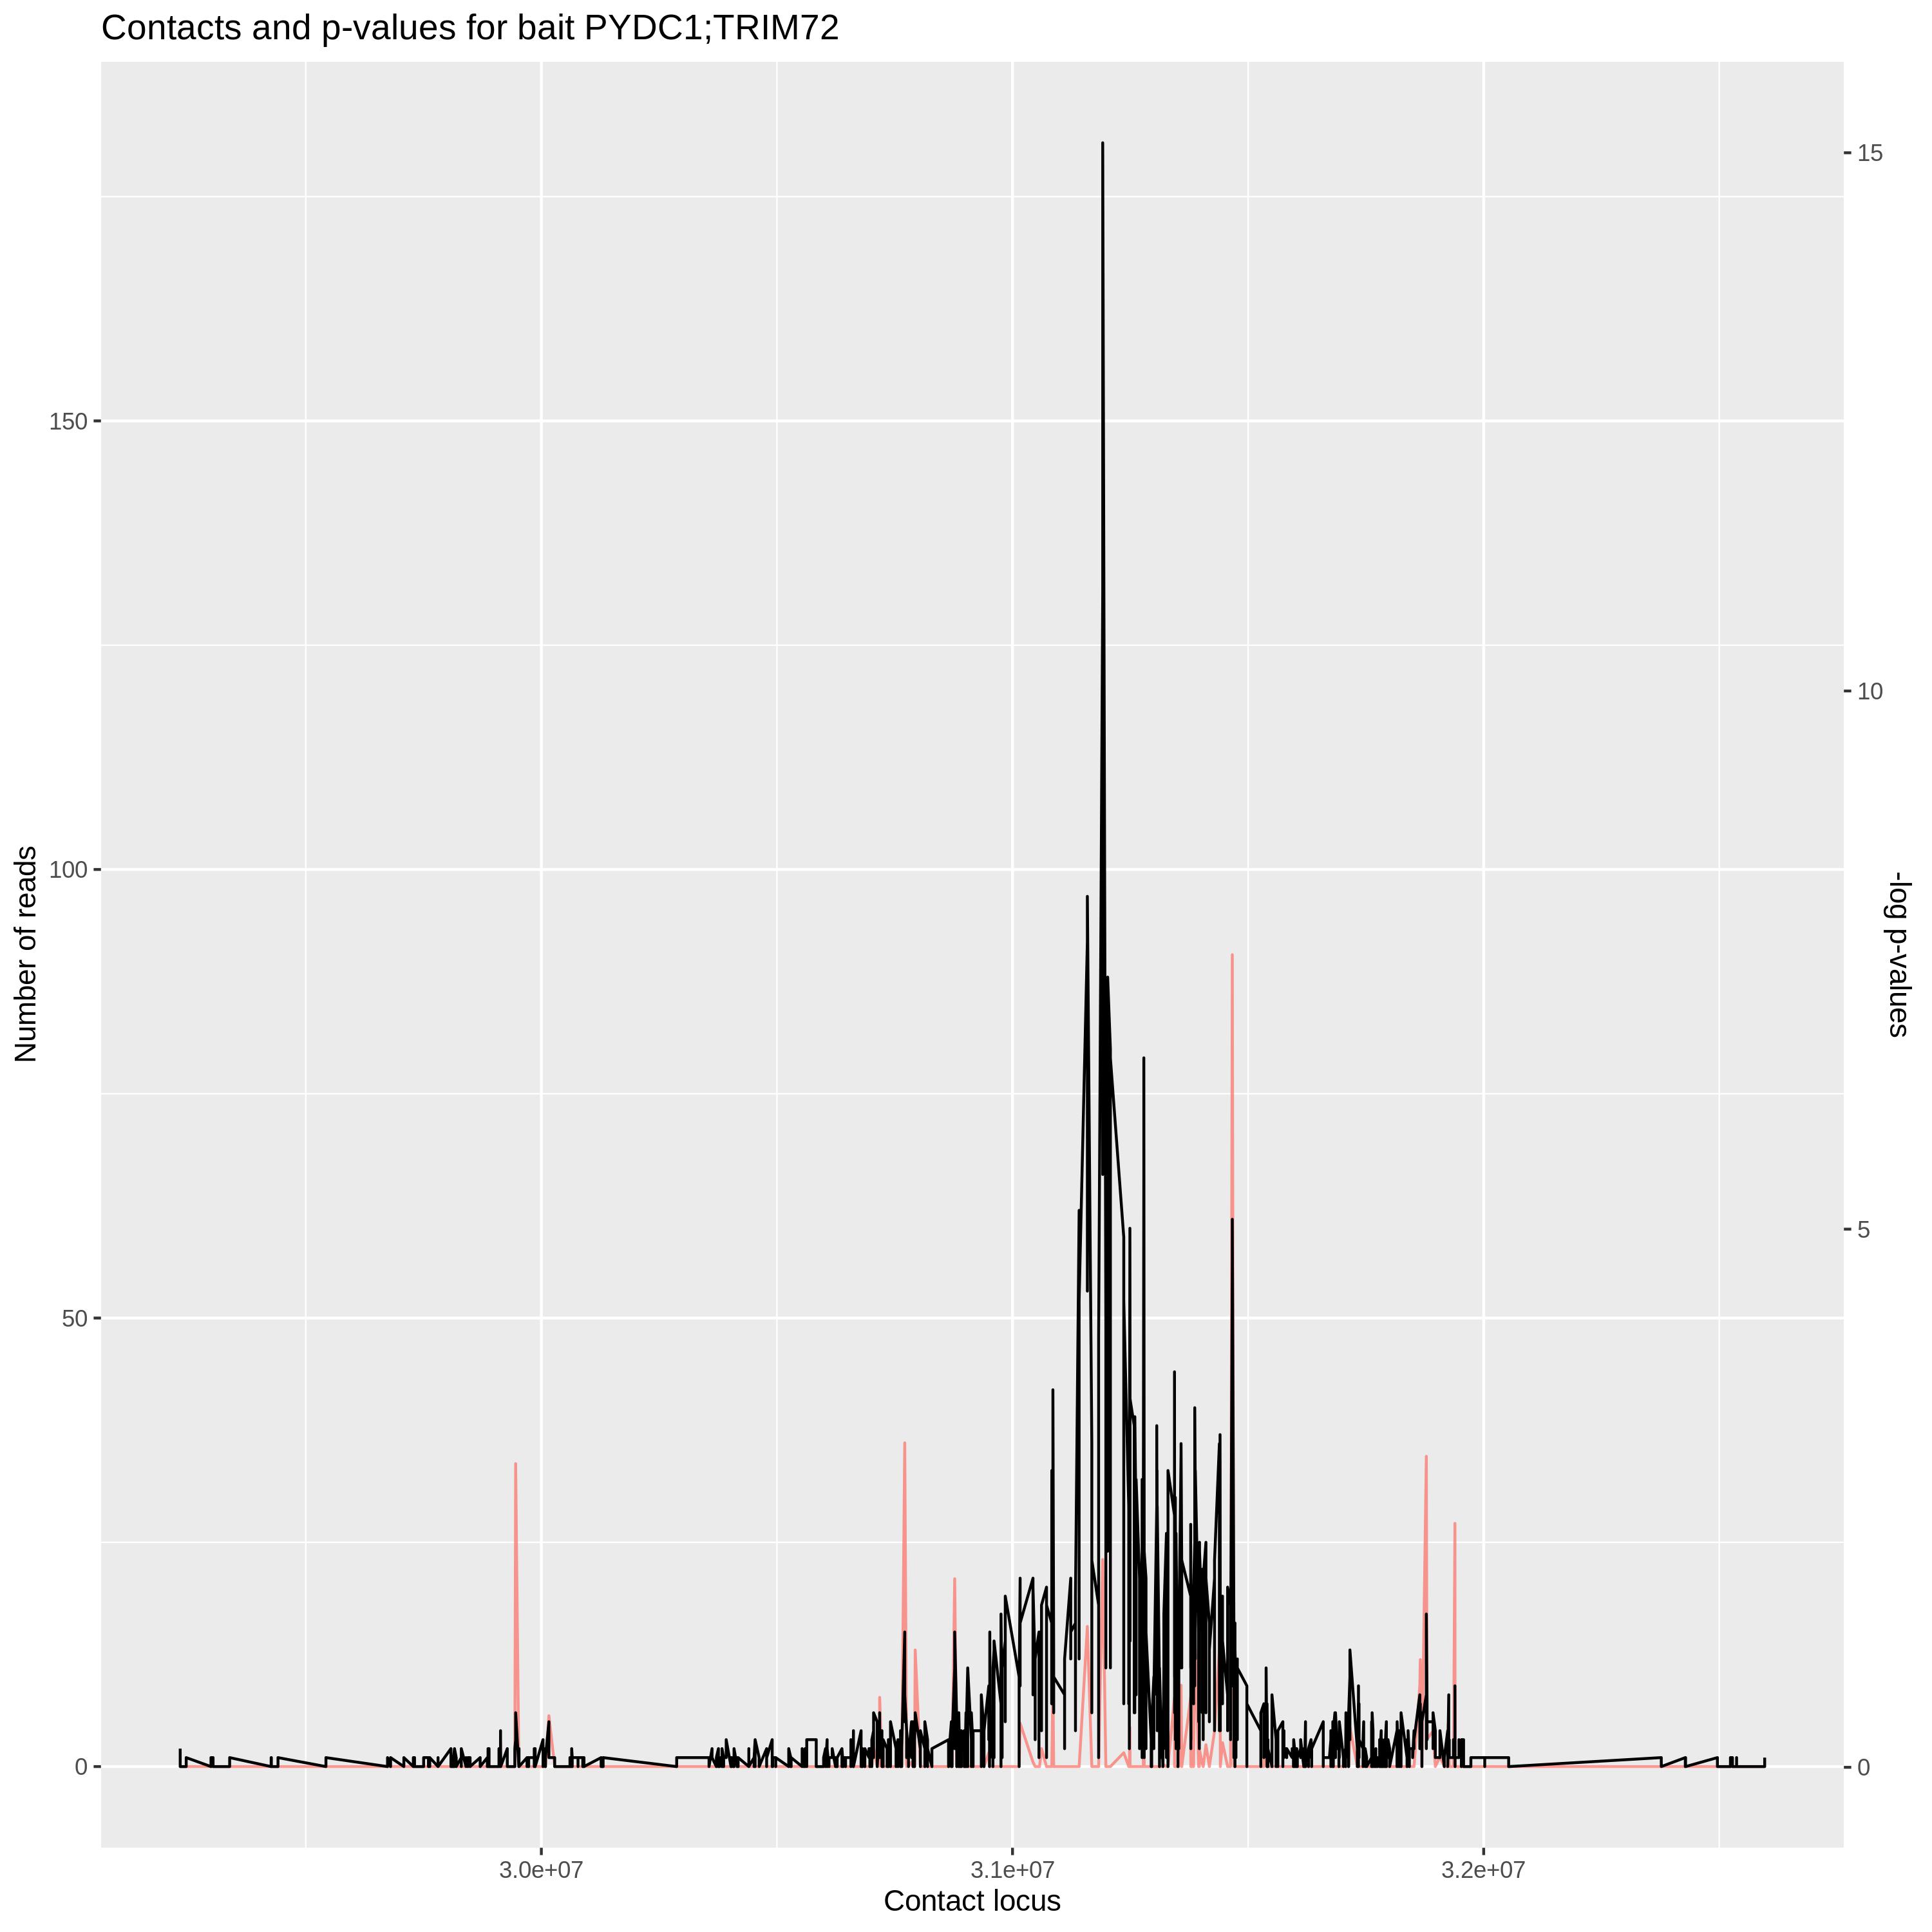 Contacts and p-values for bait PYDC1;TRIM72
150
100
50
0
Number of reads
15
10
5
0
-log p-values
3.0e+07
3.1e+07
3.2e+07
Contact locus